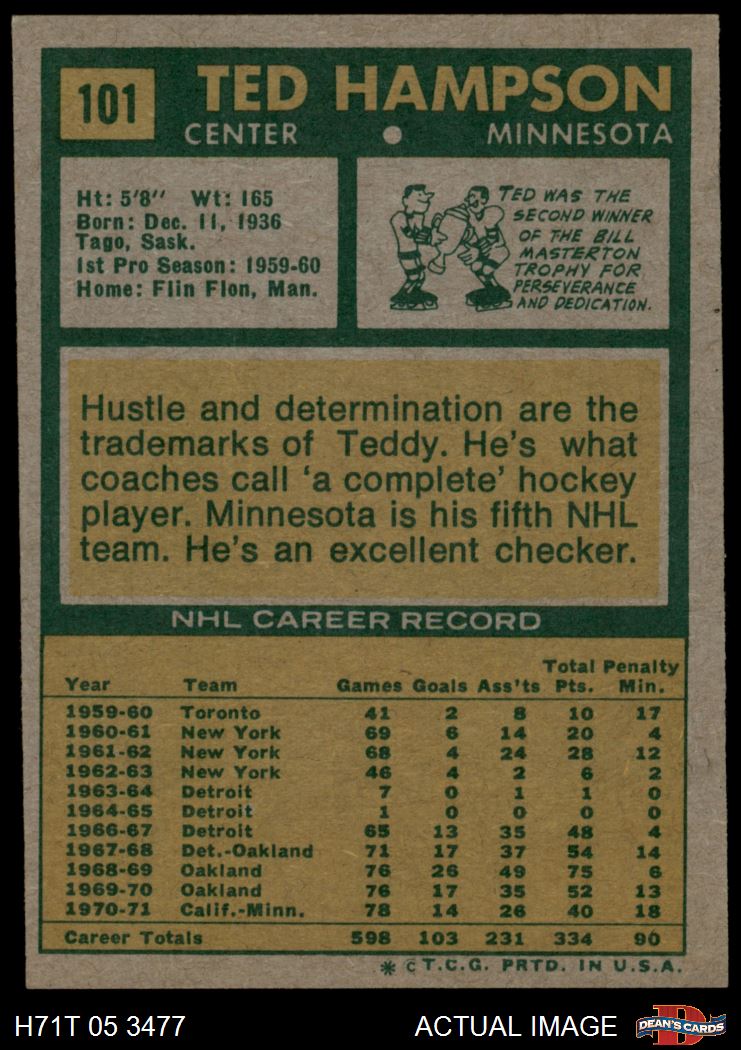 101
TED HAMPSON
CENTER • MINNESOTA
Ht: 5'8'' Wt: 165
Born: Dec. 11, 1936
Tago, Sask.
1st Pro Season: 1959-60
Home: Flin Flon, Man.
TED WAS THE
SECOND WINNER
OF THE BILL
MASTERTON
TROPHY FOR
PERSEVERANCE
AND DEDICATION.
Hustle and determination are the
trademarks of Teddy. He's what
coaches call 'a complete' hockey
player. Minnesota is his fifth NHL
team. He's an excellent checker.
NHL CAREER RECORD
Year Team Games Goals Ass'ts Total Pts. Penalty Min.
1959-60 Toronto 41 2 8 10 17
1960-61 New York 69 6 14 20 4
1961-62 New York 68 4 24 28 12
1962-63 New York 46 4 2 6 2
1963-64 Detroit 7 0 1 1 0
1964-65 Detroit 1 0 0 0 0
1966-67 Detroit 65 13 35 48 4
1967-68 Det.-Oakland 71 17 37 54 14
1968-69 Oakland 76 26 49 75 6
1969-70 Oakland 76 17 35 52 13
1970-71 Calif.-Minn. 78 14 26 40 18
Career Totals 598 103 231 334 90
* © T.C.G. PRTD. IN U.S.A.
H71T 05 3477 ACTUAL IMAGE D DEAN'S CARDS